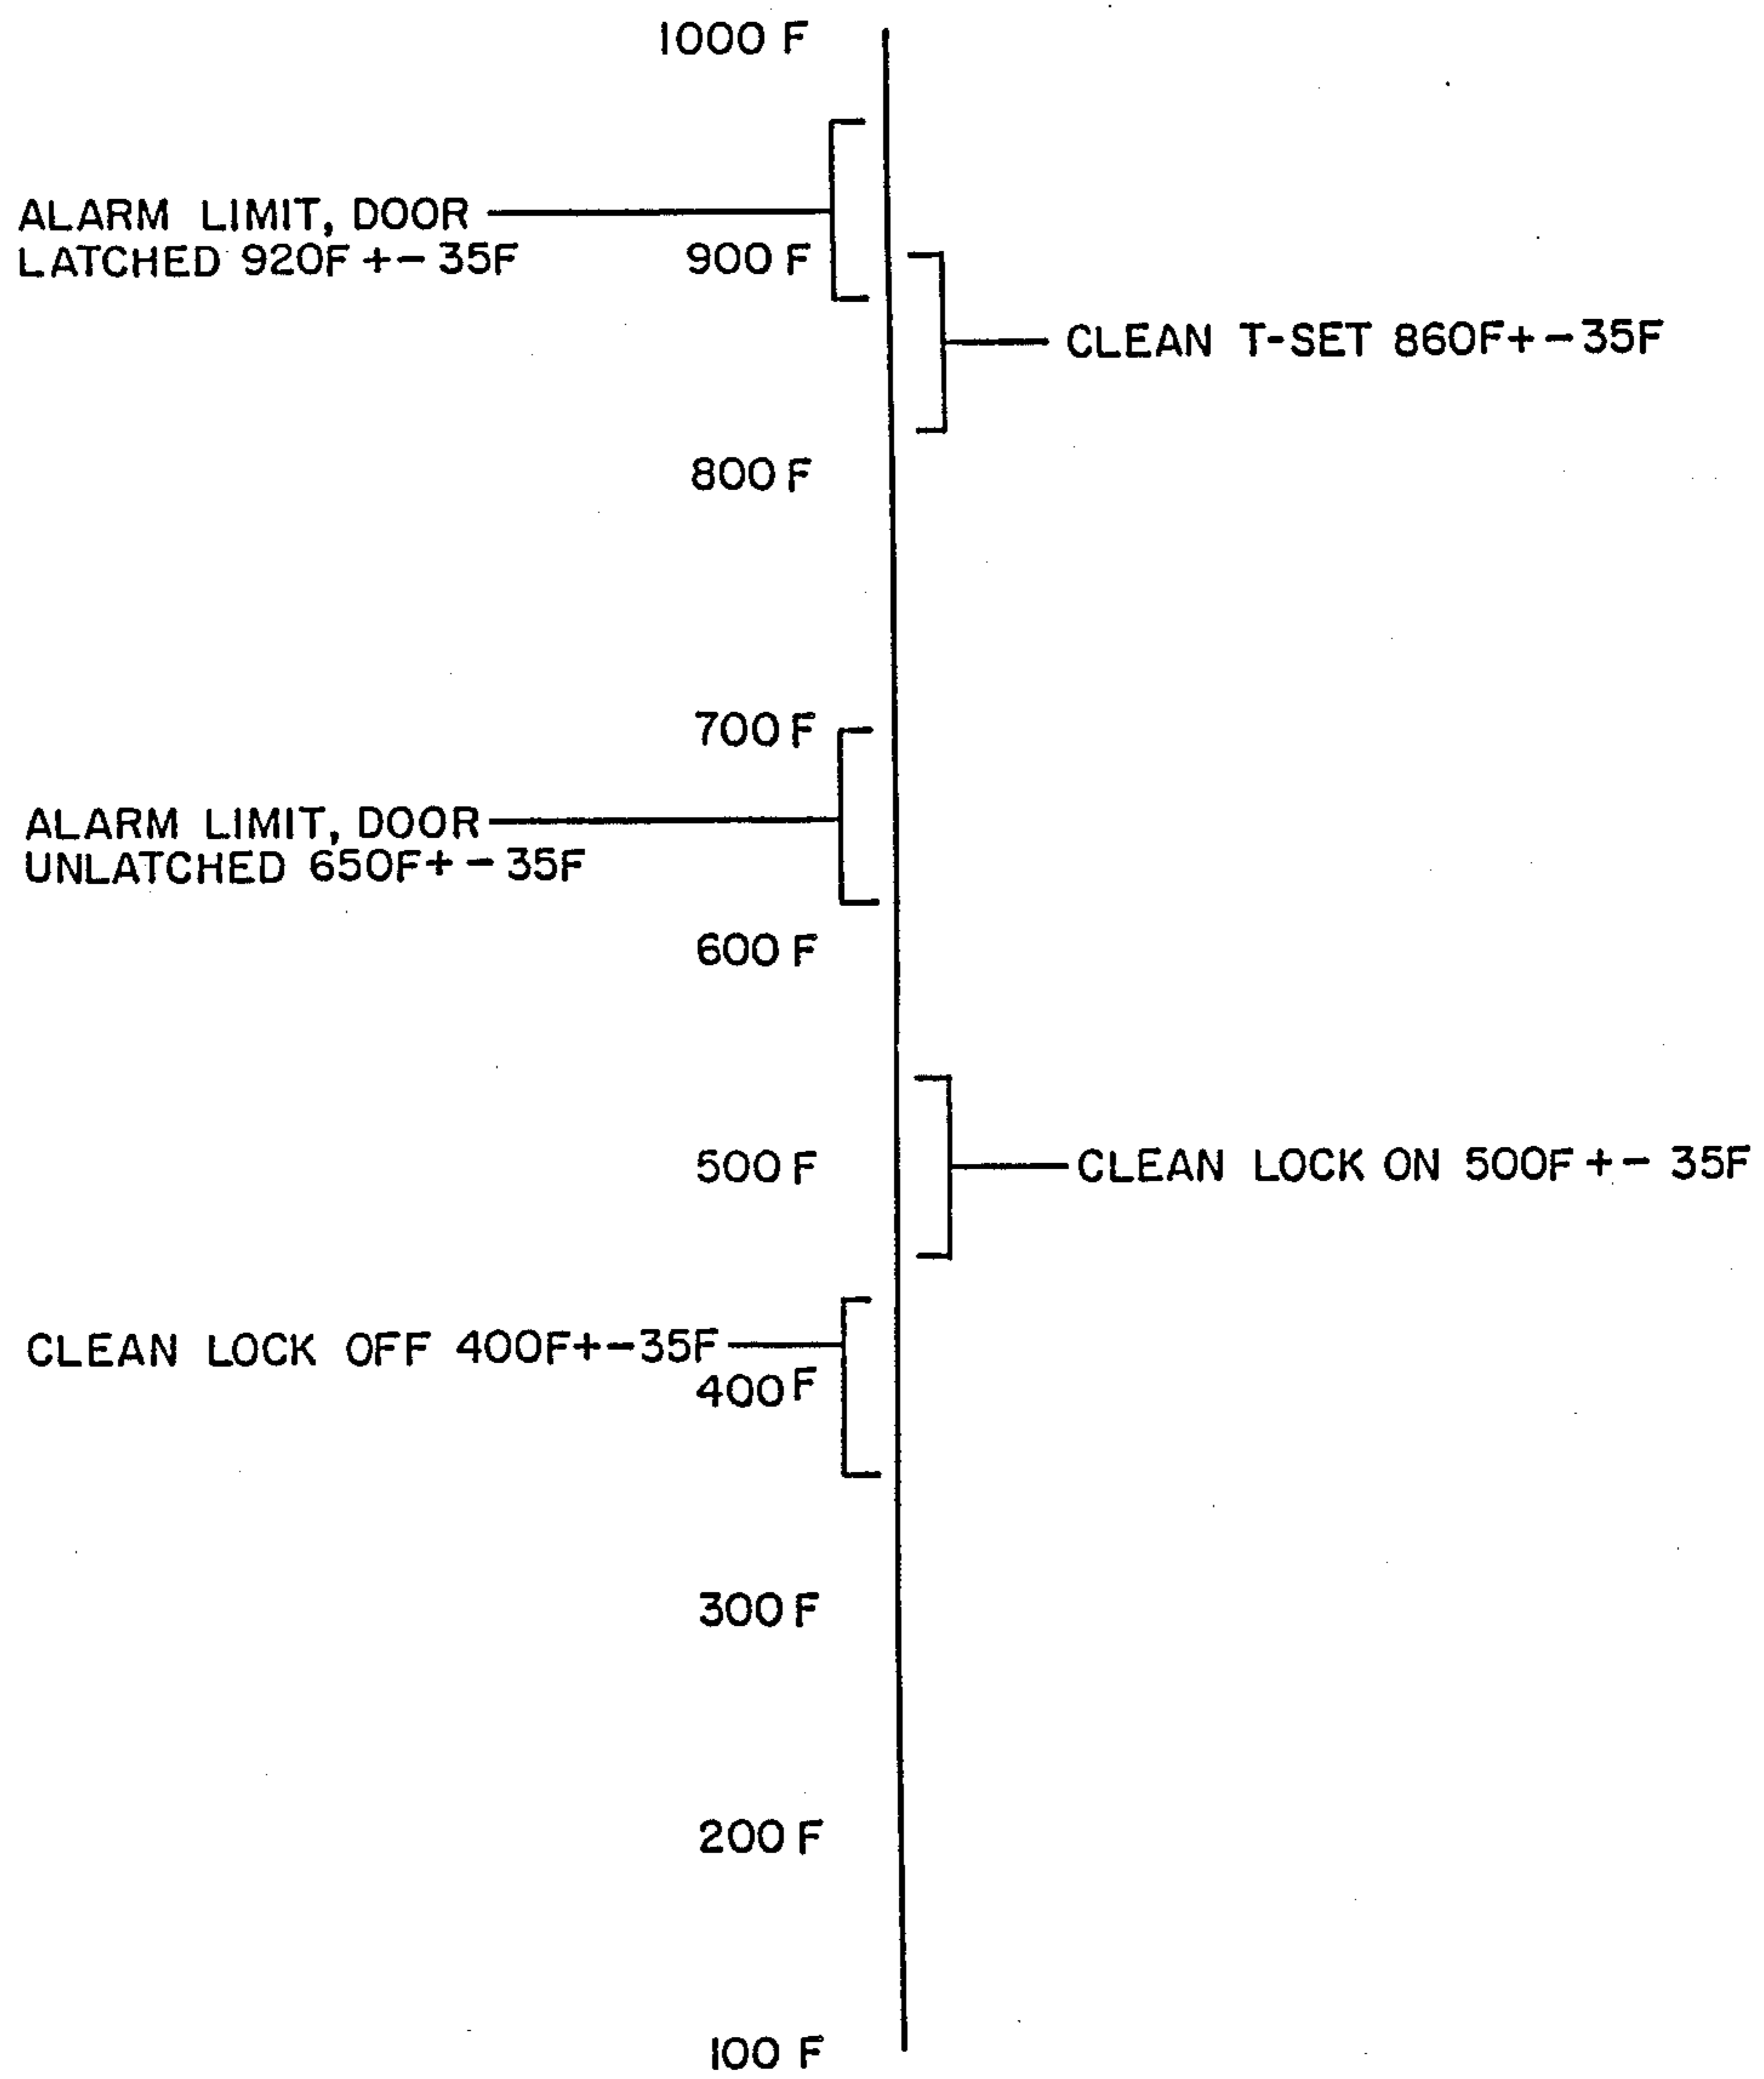 1000 F
ALARM LIMIT, DOOR
LATCHED 920F +- 35F
900 F
CLEAN T-SET 860F+-35F
800 F
700 F
ALARM LIMIT, DOOR
UNLATCHED 650F+-35F
600 F
500 F
CLEAN LOCK ON 500F +- 35F
CLEAN LOCK OFF 400F+-35F
400 F
300 F
200 F
100 F